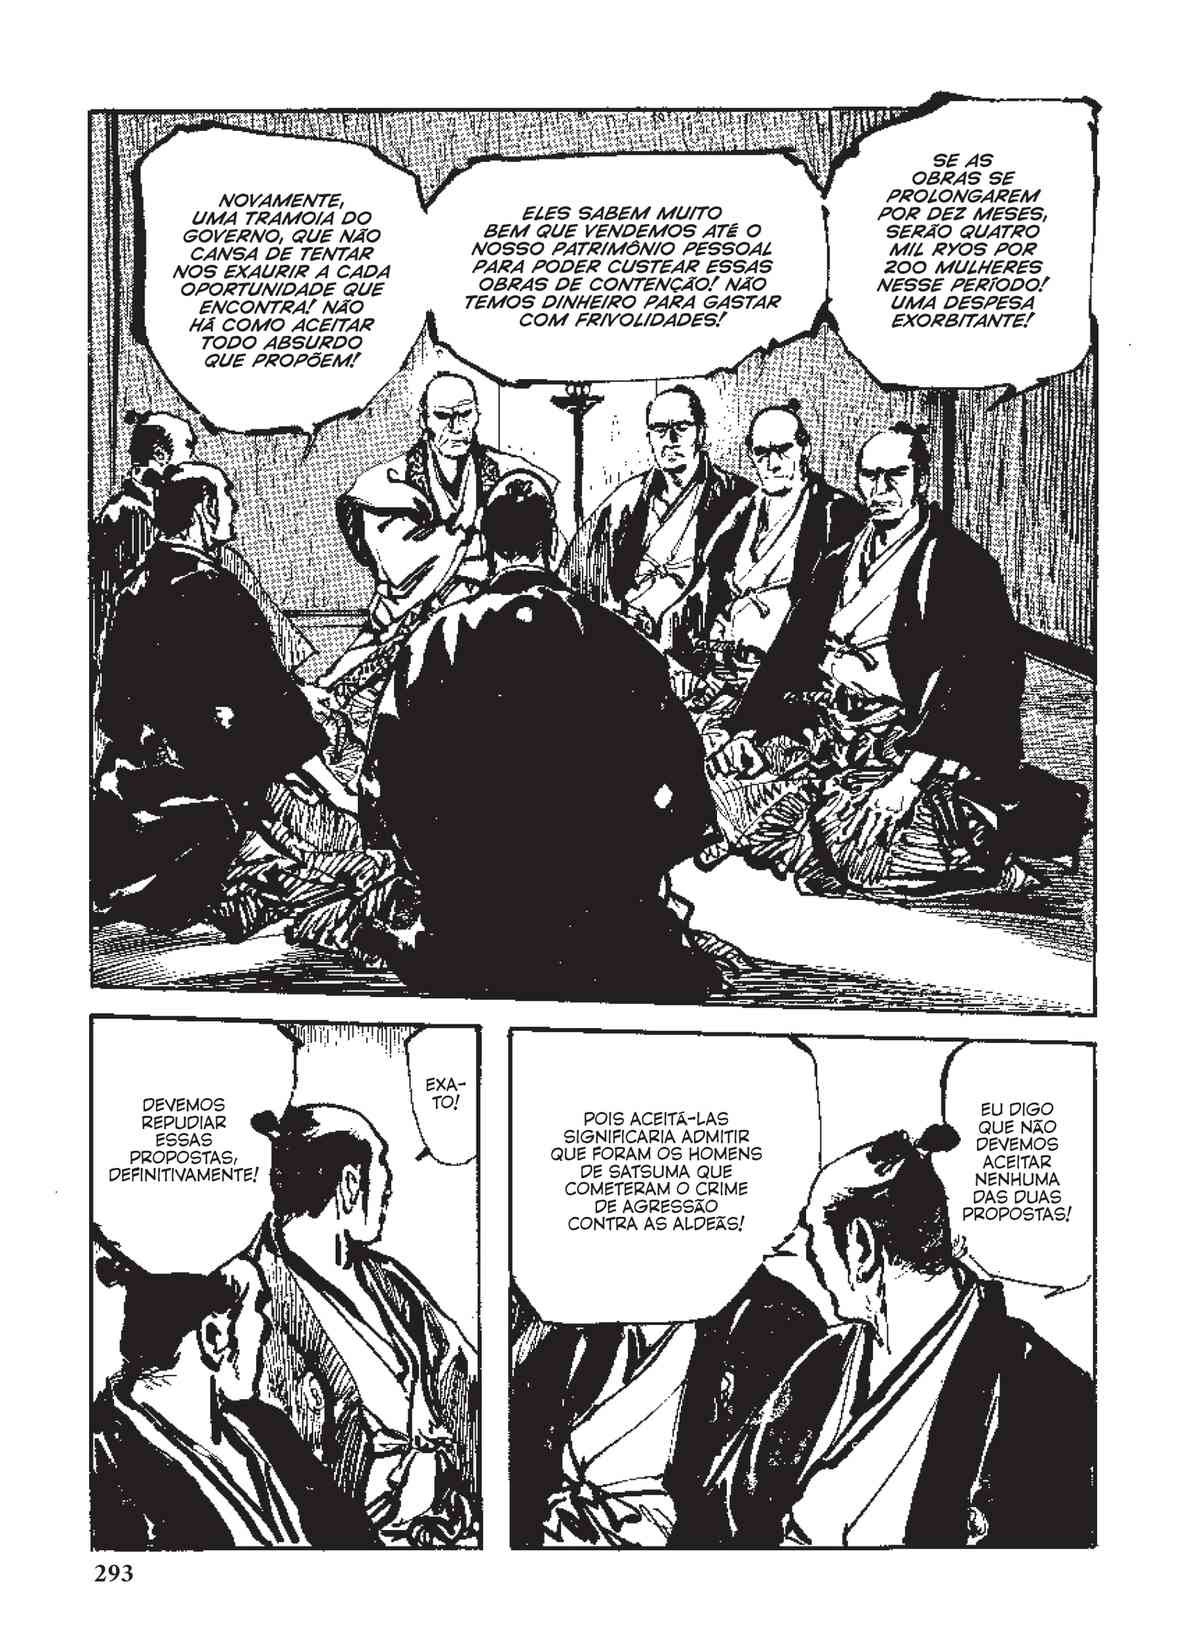 SE AS
OBRAS SE
PROLONGAREM
POR DEZ MESES,
SERÃO QUATRO
MIL RYOS POR
200 MULHERES
NESSE PERÍODO!
UMA DESPESA
EXORBITANTE!
ELES SABEM MUITO
BEM QUE VENDEMOS ATÉ O
NOSSO PATRIMÔNIO PESSOAL
PARA PODER CUSTEAR ESSAS
OBRAS DE CONTENÇÃO! NÃO
TEMOS DINHEIRO PARA GASTAR
COM FRIVOLIDADES!
NOVAMENTE,
UMA TRAMOIA DO
GOVERNO, QUE NÃO
CANSA DE TENTAR
NOS EXAURIR A CADA
OPORTUNIDADE QUE
ENCONTRA! NÃO
HÁ COMO ACEITAR
TODO ABSURDO
QUE PROPÕEM!
EU DIGO
QUE NÃO
DEVEMOS
ACEITAR
NENHUMA
DAS DUAS
PROPOSTAS!
POIS ACEITÁ-LAS
SIGNIFICARIA ADMITIR
QUE FORAM OS HOMENS
DE SATSUMA QUE
COMETERAM O CRIME
DE AGRESSÃO
CONTRA AS ALDEÃS!
EXA-
TO!
DEVEMOS
REPUDIAR
ESSAS
PROPOSTAS,
DEFINITIVAMENTE!
293